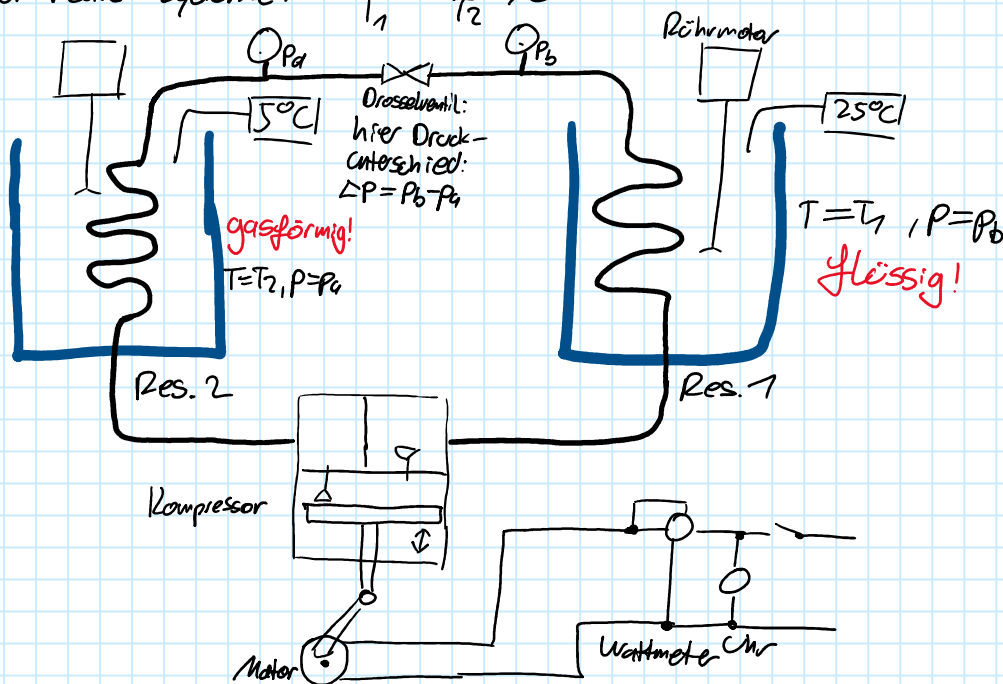 T₁ T₂
Pa
Pb
Rührmotor
5°C
25°C
Drosselventil:
hier Druck-
unterschied:
ΔP = Pb-Pa
gasförmig!
T=T₂, P=Pa
T=T₁, P=Pb
flüssig!
Res. 2
Res. 1
Kompressor
Motor
Wattmeter Uhr